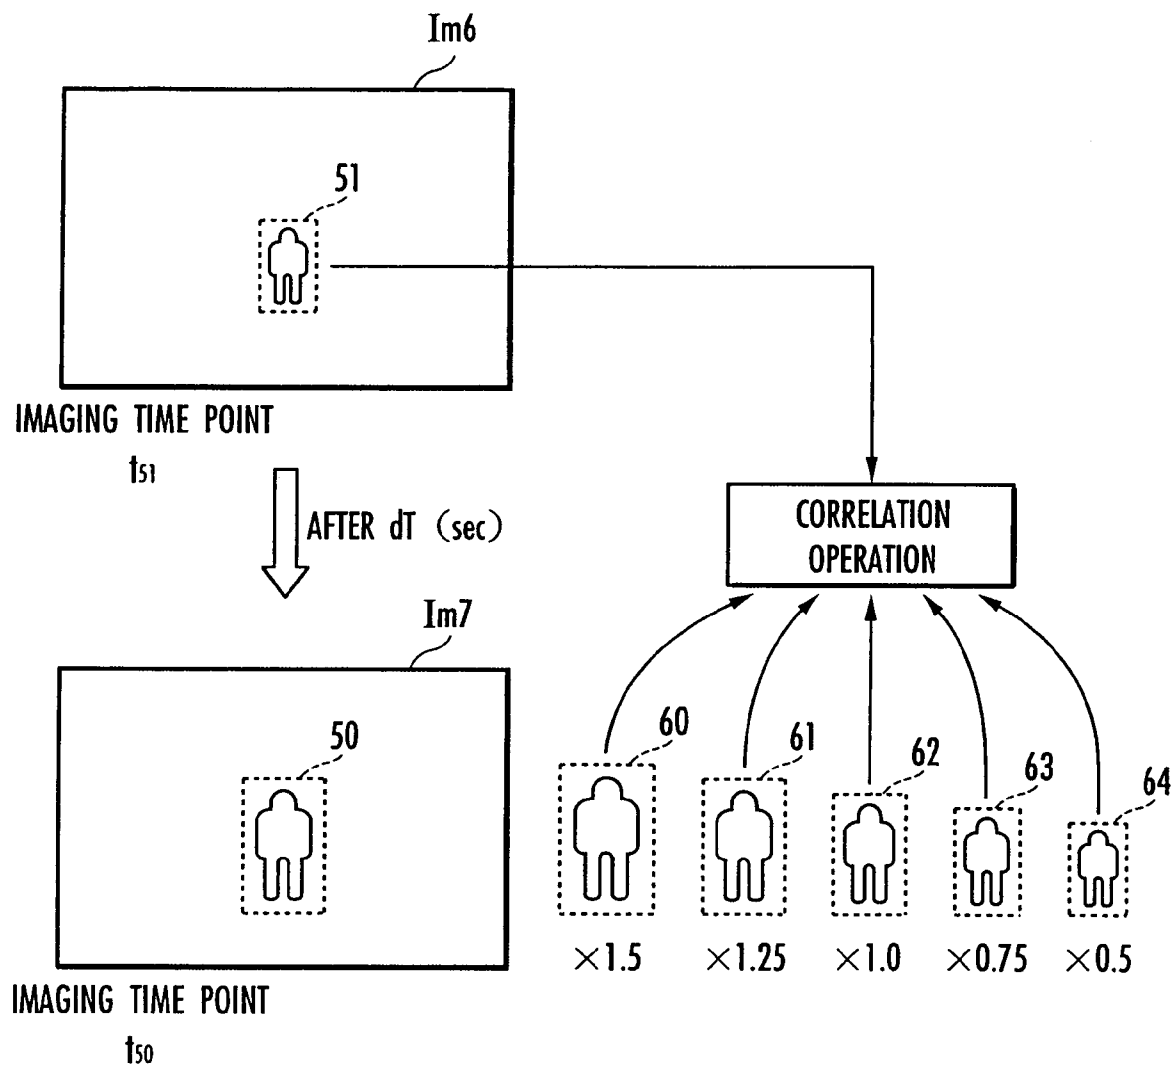 Im6
51
IMAGING TIME POINT
t51
AFTER dT (sec)
CORRELATION
OPERATION
Im7
50
60
61
62
63
64
×1.5
×1.25
×1.0
×0.75
×0.5
IMAGING TIME POINT
t50